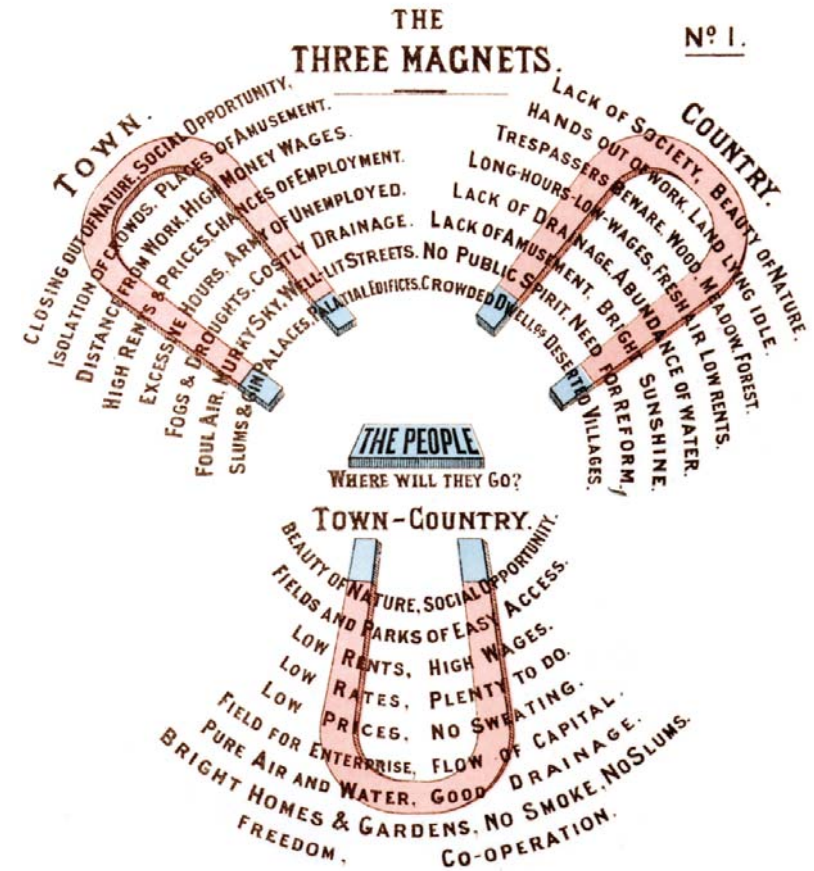 THE
THREE MAGNETS.
Nº 1.
TOWN.
CLOSING OUT OF NATURE. SOCIAL OPPORTUNITY.
ISOLATION OF CROWDS. PLACES OF AMUSEMENT.
DISTANCE FROM WORK. HIGH MONEY WAGES.
HIGH RENTS & PRICES. CHANCES OF EMPLOYMENT.
EXCESSIVE HOURS. ARMY OF UNEMPLOYED.
FOGS & DROUGHTS. COSTLY DRAINAGE.
FOUL AIR. MURKY SKY. WELL-LIT STREETS.
SLUMS & GIN PALACES. PALATIAL EDIFICES.
COUNTRY.
LACK OF SOCIETY. BEAUTY OF NATURE.
HANDS OUT OF WORK. LAND LYING IDLE.
TRESPASSERS BEWARE. WOOD, MEADOW, FOREST.
LONG-HOURS-LOW-WAGES. FRESH AIR LOW RENTS.
LACK OF DRAINAGE. ABUNDANCE OF WATER.
LACK OF AMUSEMENT. BRIGHT SUNSHINE.
NO PUBLIC SPIRIT. NEED FOR REFORM.
CROWDED DWELLGS DESERTED VILLAGES.
THE PEOPLE
WHERE WILL THEY GO?
TOWN-COUNTRY.
BEAUTY OF NATURE, SOCIAL OPPORTUNITY.
FIELDS AND PARKS OF EASY ACCESS.
LOW RENTS, HIGH WAGES.
LOW RATES, PLENTY TO DO.
LOW PRICES, NO SWEATING.
FIELD FOR ENTERPRISE, FLOW OF CAPITAL.
PURE AIR AND WATER, GOOD DRAINAGE.
BRIGHT HOMES & GARDENS, NO SMOKE, NO SLUMS.
FREEDOM, CO-OPERATION.